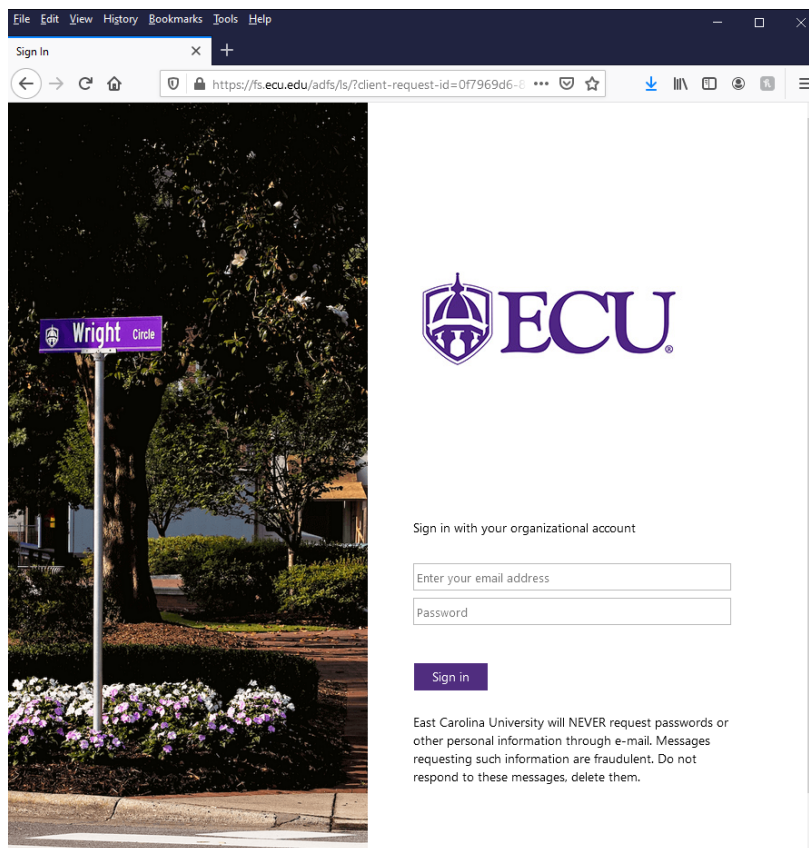 File Edit View History Bookmarks Tools Help
Sign In
https://fs.ecu.edu/adfs/ls/?client-request-id=0f7969d6-8
Wright Circle
ECU®
Sign in with your organizational account
Enter your email address
Password
Sign in
East Carolina University will NEVER request passwords or
other personal information through e-mail. Messages
requesting such information are fraudulent. Do not
respond to these messages, delete them.